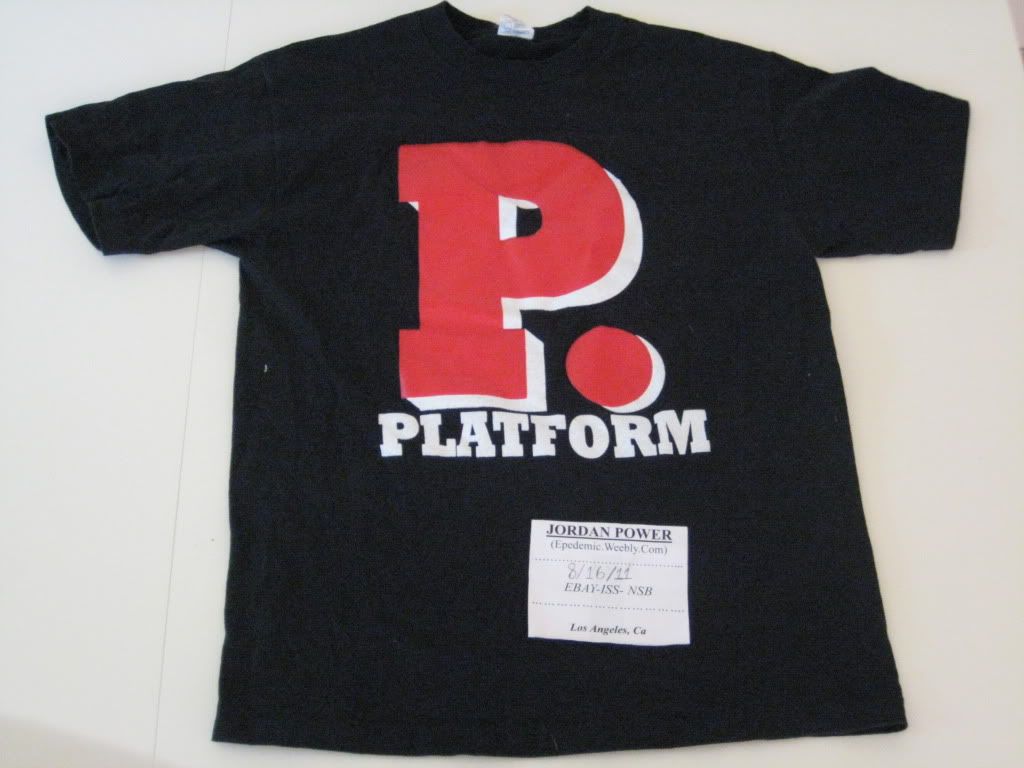 P.
PLATFORM
JORDAN POWER
(Epedemic.Weebly.Com)
8/16/11
EBAY-ISS- NSB
Los Angeles, Ca